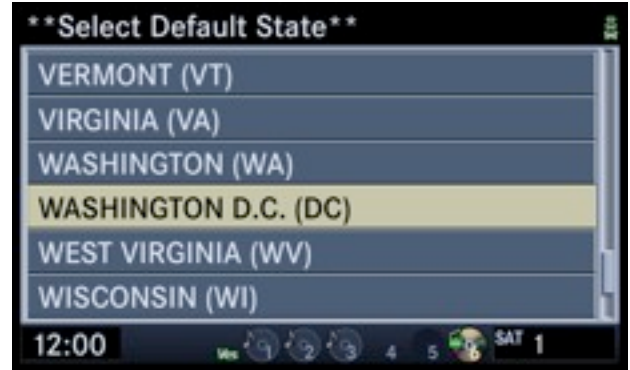 **Select Default State**
VERMONT (VT)
VIRGINIA (VA)
WASHINGTON (WA)
WASHINGTON D.C. (DC)
WEST VIRGINIA (WV)
WISCONSIN (WI)
12:00 Ves 1 2 3 4 5 6 SAT 1